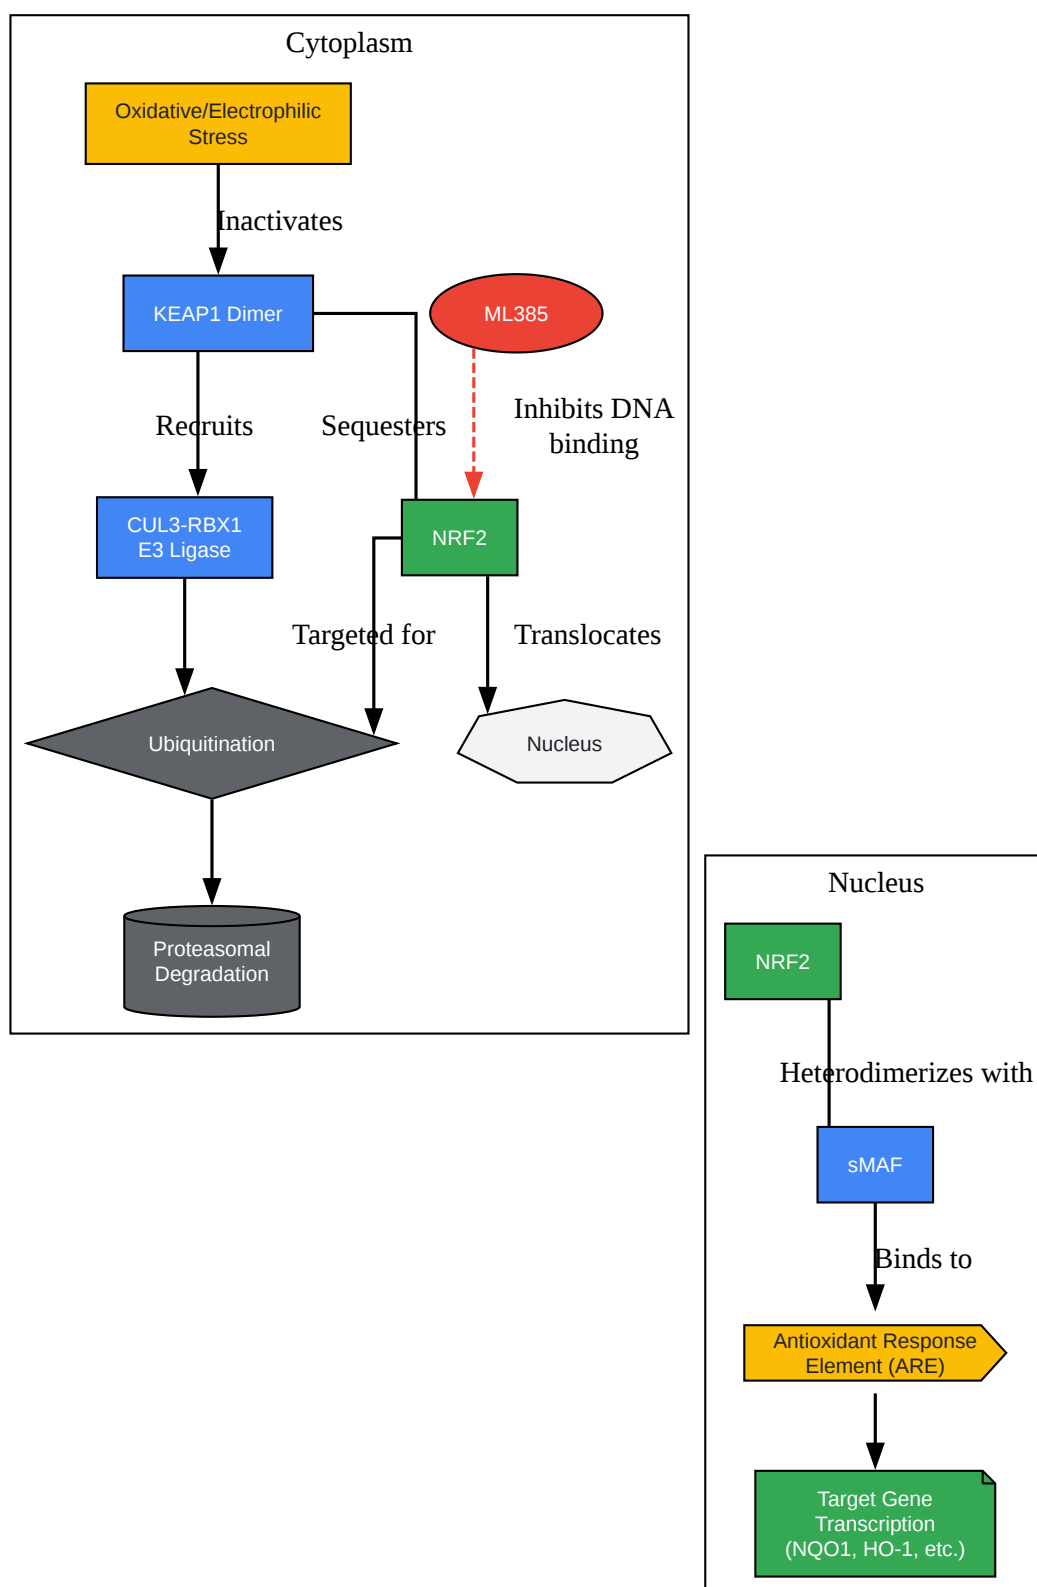 Cytoplasm
Oxidative/Electrophilic
Stress
Inactivates
KEAP1 Dimer
ML385
Recruits
Sequesters
Inhibits DNA
binding
CUL3-RBX1
E3 Ligase
NRF2
Targeted for
Translocates
Ubiquitination
Nucleus
Proteasomal
Degradation
Nucleus
NRF2
Heterodimerizes with
sMAF
Binds to
Antioxidant Response
Element (ARE)
Target Gene
Transcription
(NQO1, HO-1, etc.)